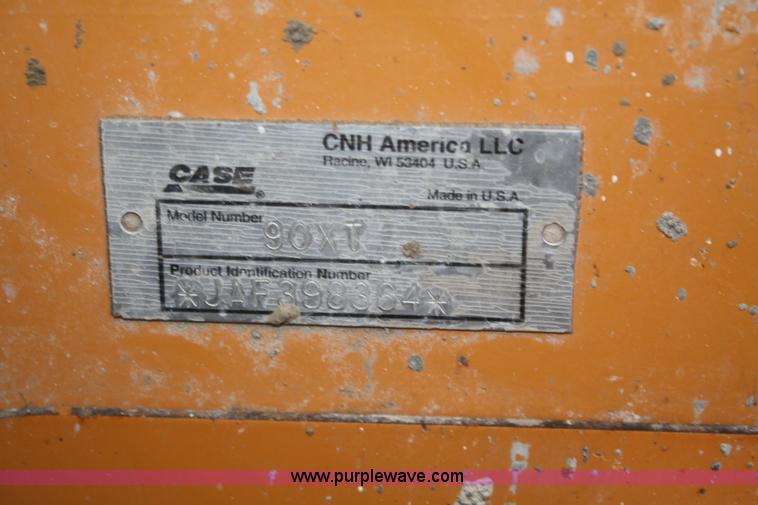 CNH America LLC
Racine, WI 53404 U.S.A.
CASE ®
Made in U.S.A.
Model Number
90XT
Product Identification Number
*JAF398364*
www.purplewave.com